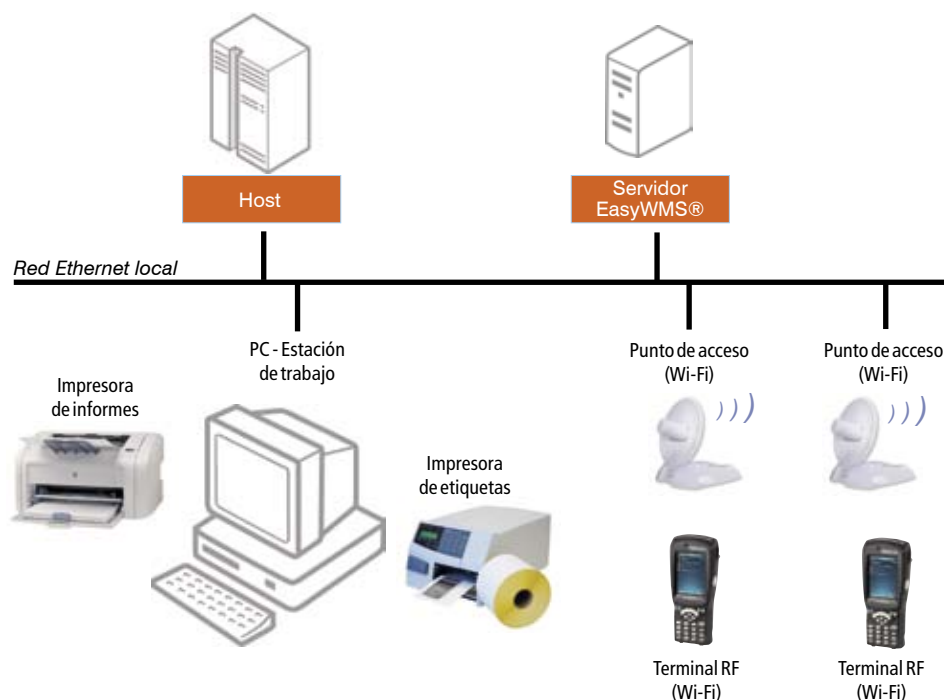 Host
Servidor
EasyWMS®
Red Ethernet local
PC - Estación
de trabajo
Punto de acceso
(Wi-Fi)
Punto de acceso
(Wi-Fi)
Impresora
de informes
Impresora
de etiquetas
Terminal RF
(Wi-Fi)
Terminal RF
(Wi-Fi)